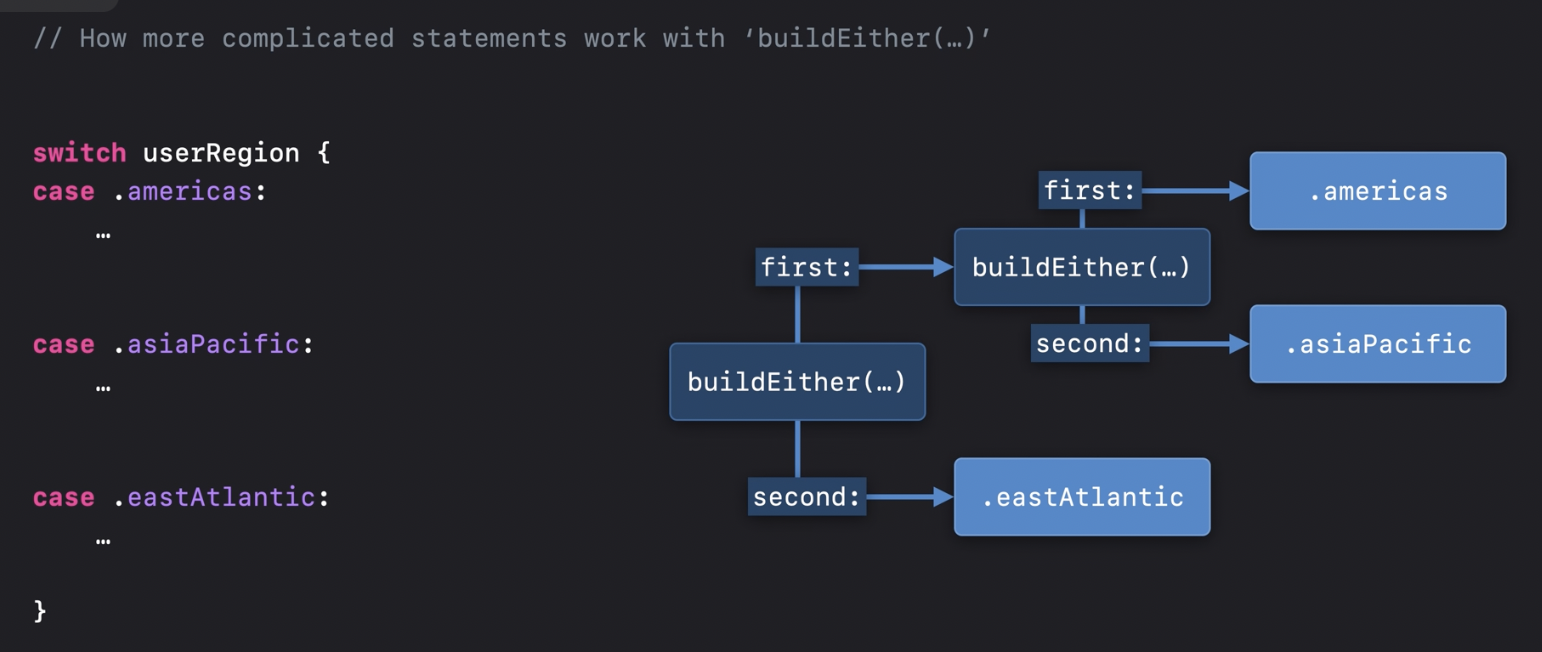 // How more complicated statements work with ‘buildEither(…)’
switch userRegion {
case .americas:
…
case .asiaPacific:
…
case .eastAtlantic:
…
}
first:
.americas
first:
buildEither(…)
second:
.asiaPacific
buildEither(…)
second:
.eastAtlantic